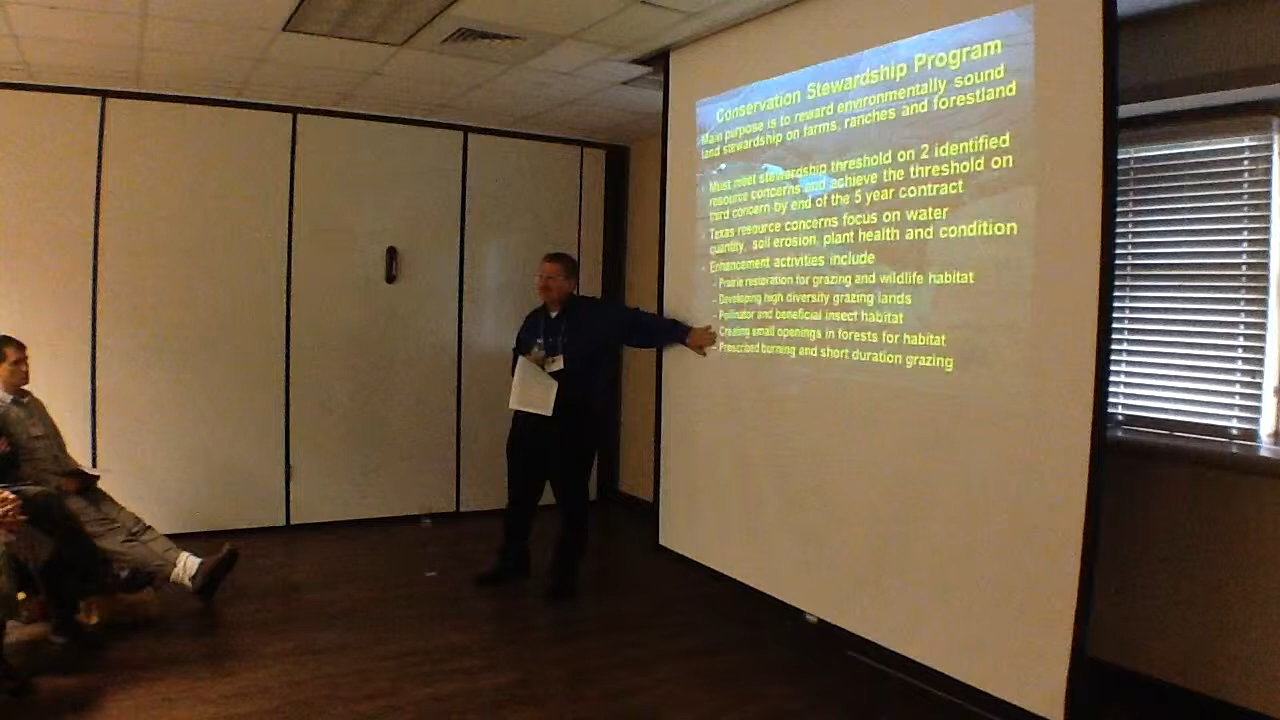 Conservation Stewardship Program
Main purpose is to reward environmentally sound
land stewardship on farms, ranches and forestland
Must meet stewardship threshold on 2 identified
resource concerns and achieve the threshold on
third concern by end of the 5 year contract
Texas resource concerns focus on water
quantity, soil erosion, plant health and condition
Enhancement activities include
– Prairie restoration for grazing and wildlife habitat
– Developing high diversity grazing lands
– Pollinator and beneficial insect habitat
– Creating small openings in forests for habitat
– Prescribed burning and short duration grazing